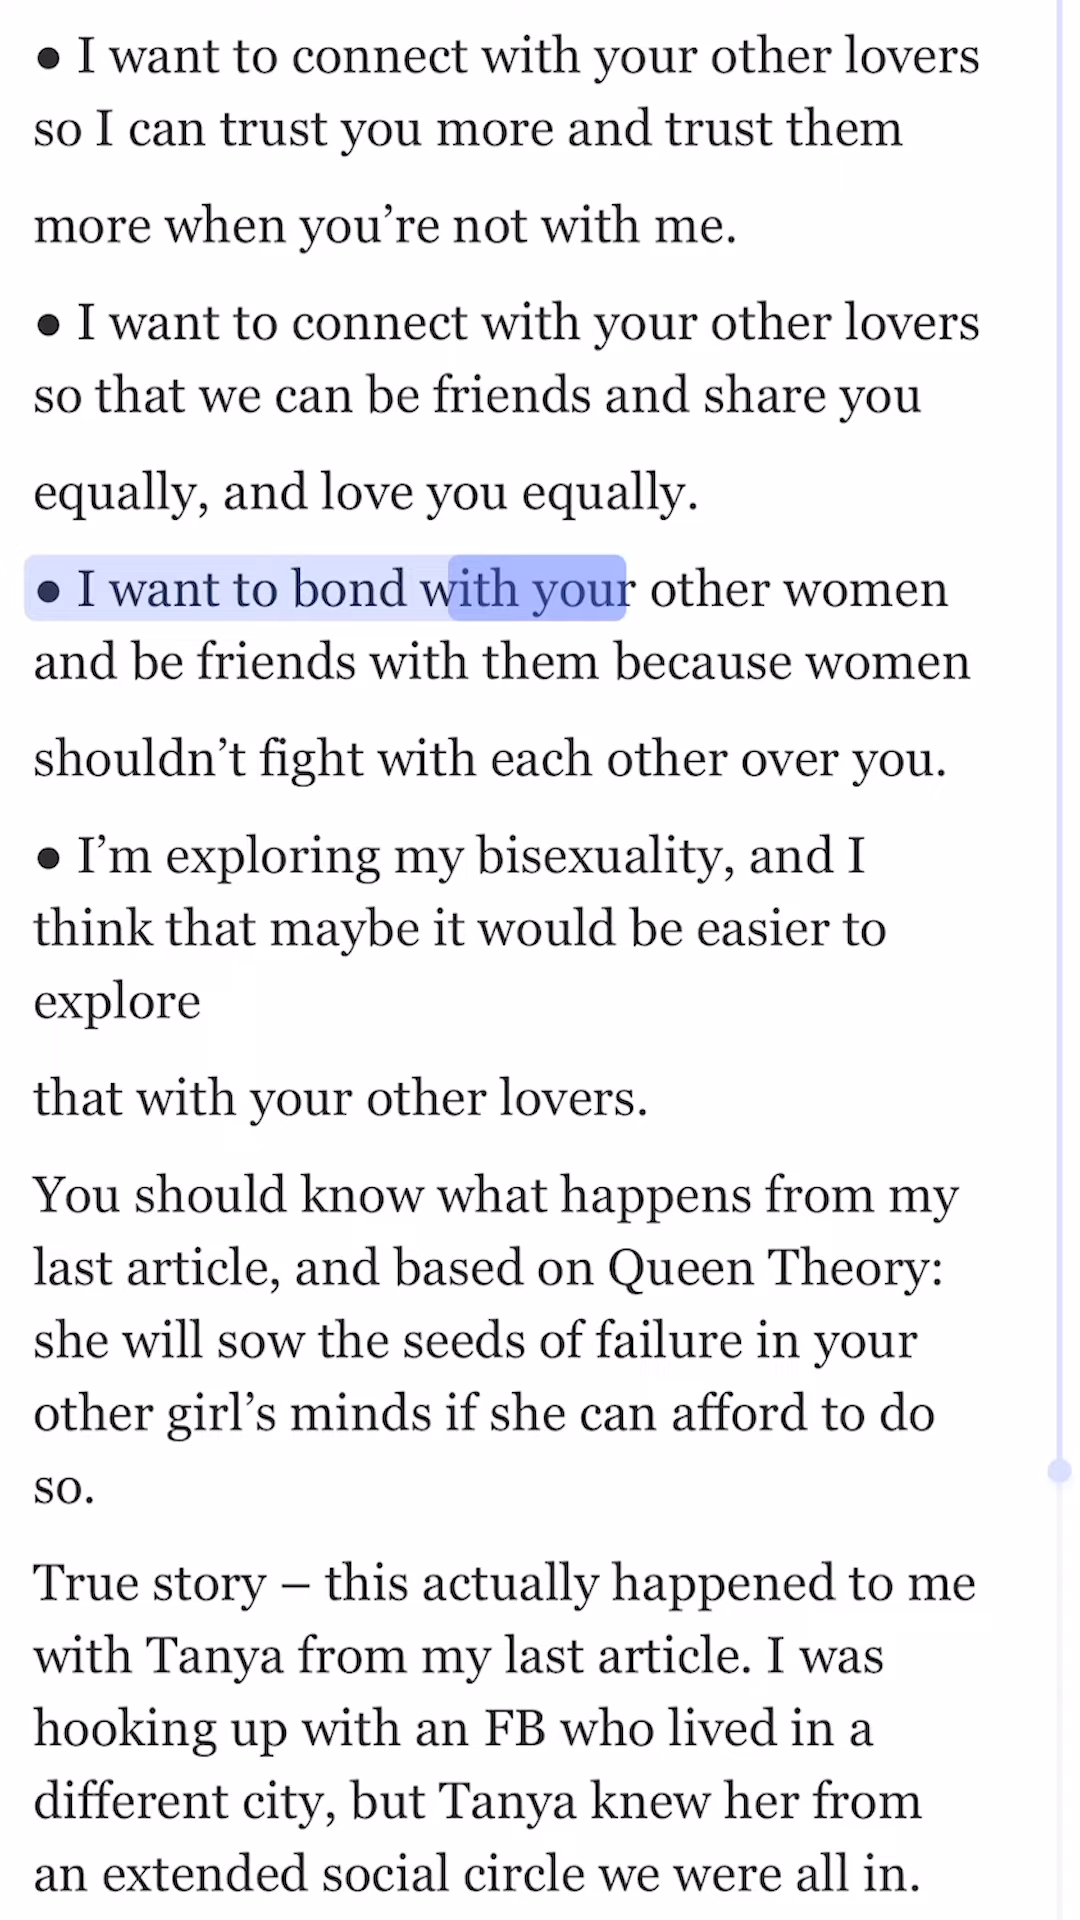 ● I want to connect with your other lovers
so I can trust you more and trust them
more when you’re not with me.
● I want to connect with your other lovers
so that we can be friends and share you
equally, and love you equally.
● I want to bond with your other women
and be friends with them because women
shouldn’t fight with each other over you.
● I’m exploring my bisexuality, and I
think that maybe it would be easier to
explore
that with your other lovers.
You should know what happens from my
last article, and based on Queen Theory:
she will sow the seeds of failure in your
other girl’s minds if she can afford to do
so.
True story – this actually happened to me
with Tanya from my last article. I was
hooking up with an FB who lived in a
different city, but Tanya knew her from
an extended social circle we were all in.